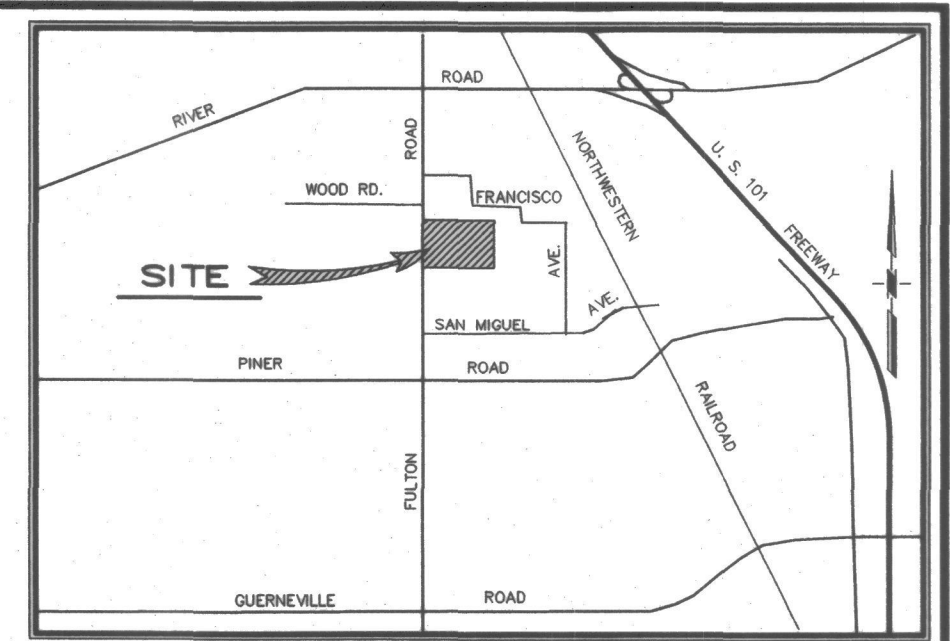 ROAD
RIVER
ROAD
NORTHWESTERN
U. S. 101
WOOD RD.
FRANCISCO
FREEWAY
AVE.
SITE
AVE.
SAN MIGUEL
PINER
ROAD
RAILROAD
FULTON
GUERNEVILLE
ROAD